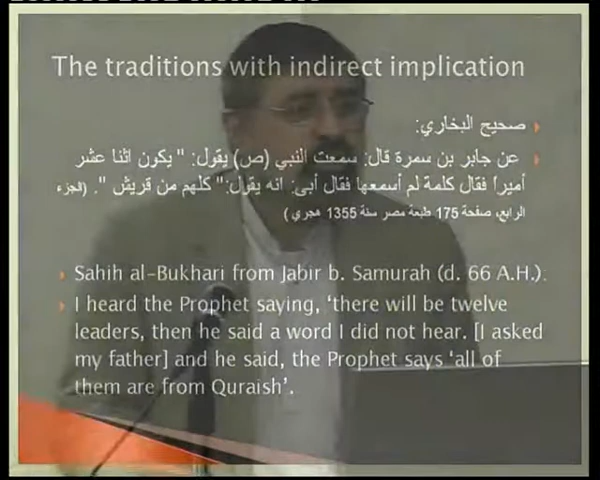 The traditions with indirect implication
صحيح البخاري:
عن جابر بن سمرة قال: سمعت النبي (ص) يقول: " يكون اثنا عشر
أميراً فقال كلمة لم أسمعها فقال أبي: انه يقول:" كلهم من قريش ". (الجزء
الرابع، صفحة 175 طبعة مصر سنة 1355 هجري)
Sahih al-Bukhari from Jabir b. Samurah (d. 66 A.H.).
I heard the Prophet saying, ‘there will be twelve
leaders, then he said a word I did not hear. [I asked
my father] and he said, the Prophet says ‘all of
them are from Quraish’.